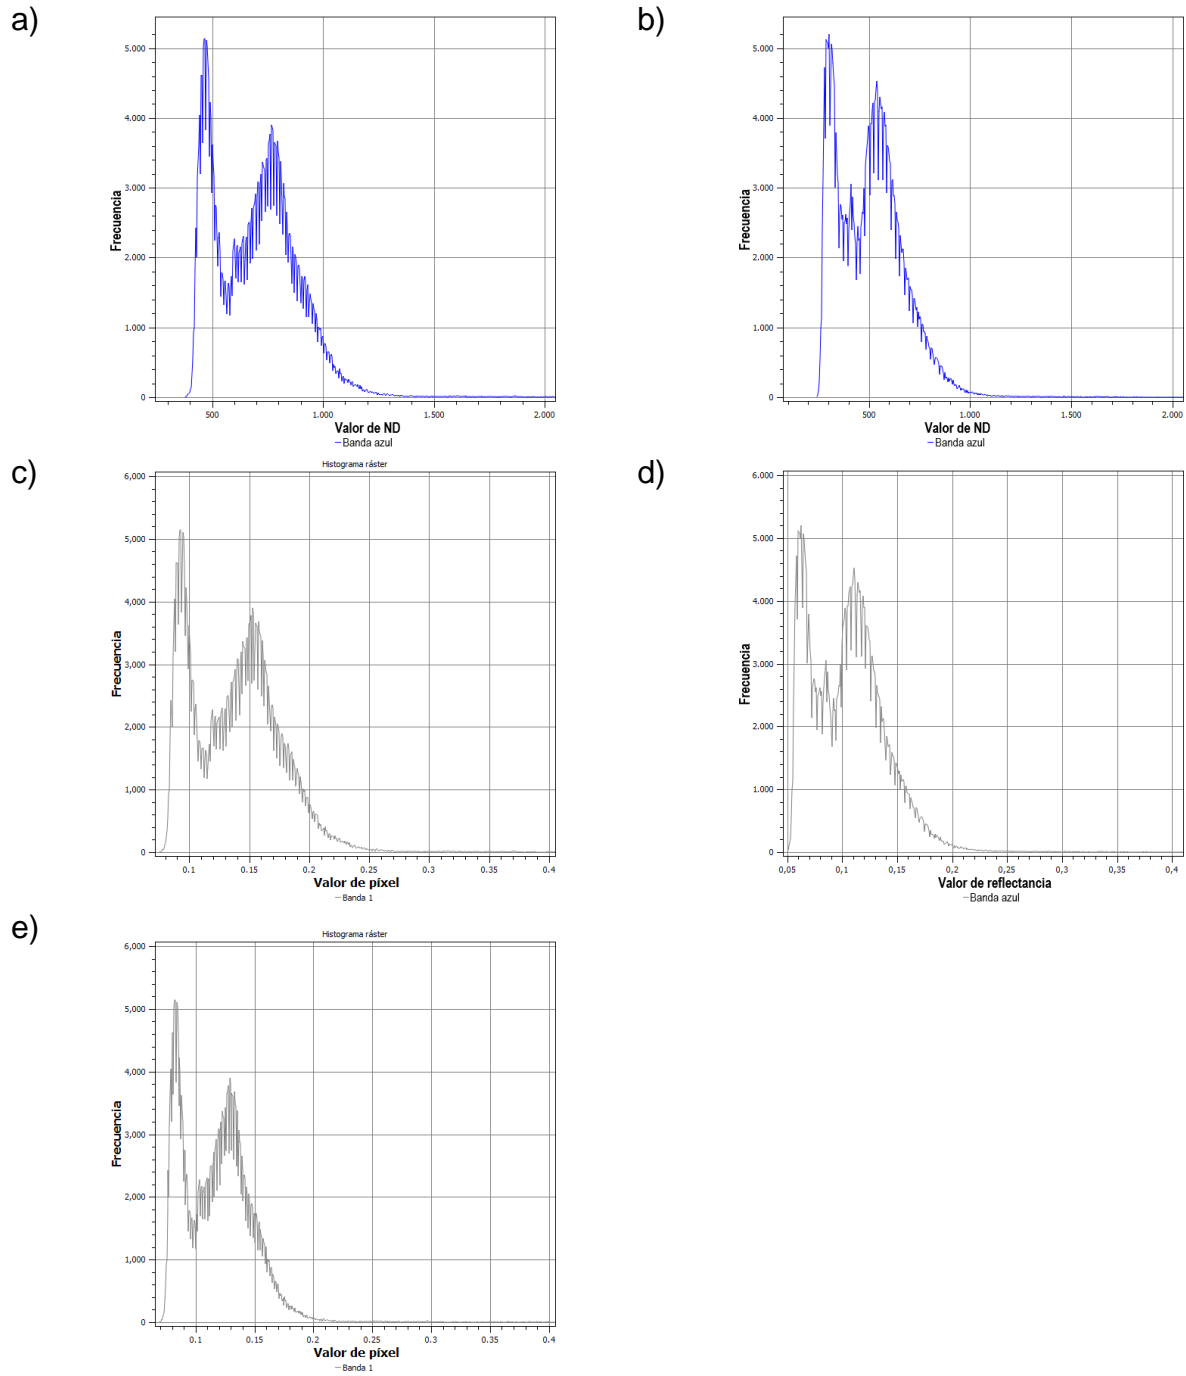 a)
5.000
4.000
3.000
2.000
1.000
0
Frecuencia
500
1.000
1.500
2.000
Valor de ND
Banda azul
b)
5.000
4.000
3.000
2.000
1.000
0
Frecuencia
500
1.000
1.500
2.000
Valor de ND
Banda azul
c)
Histograma ráster
6,000
5,000
4,000
3,000
2,000
1,000
0
Frecuencia
0.1
0.15
0.2
0.25
0.3
0.35
0.4
Valor de píxel
Banda 1
d)
6.000
5.000
4.000
3.000
2.000
1.000
0
Frecuencia
0,05
0,1
0,15
0,2
0,25
0,3
0,35
0,4
Valor de reflectancia
Banda azul
e)
Histograma ráster
6,000
5,000
4,000
3,000
2,000
1,000
0
Frecuencia
0.1
0.15
0.2
0.25
0.3
0.35
0.4
Valor de píxel
Banda 1